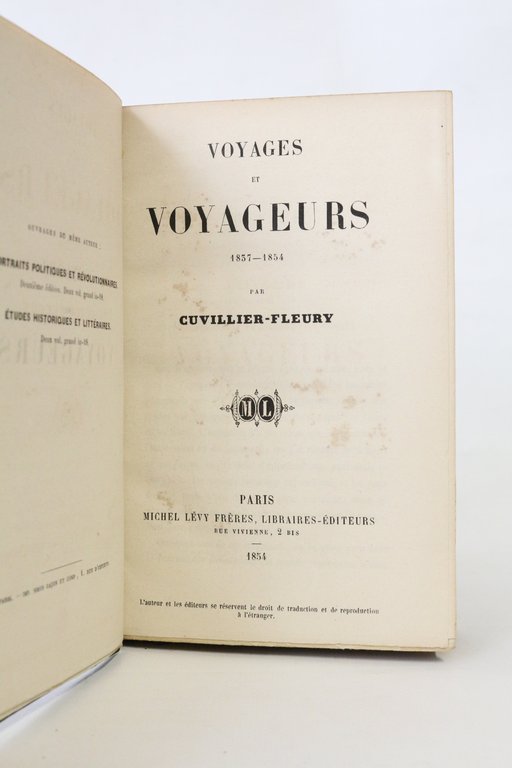 OUVRAGES DU MÊME AUTEUR.
PORTRAITS POLITIQUES ET RÉVOLUTIONNAIRES.
Deuxième édition. Deux vol. grand in-18.
ÉTUDES HISTORIQUES ET LITTÉRAIRES.
Deux vol. grand in-18.
VOYAGES
ET
VOYAGEURS
1837—1854
PAR
CUVILLIER-FLEURY
ML
PARIS
MICHEL LÉVY FRÈRES, LIBRAIRES-ÉDITEURS
RUE VIVIENNE, 2 BIS
1854
L'auteur et les éditeurs se réservent le droit de traduction et de reproduction
à l'étranger.